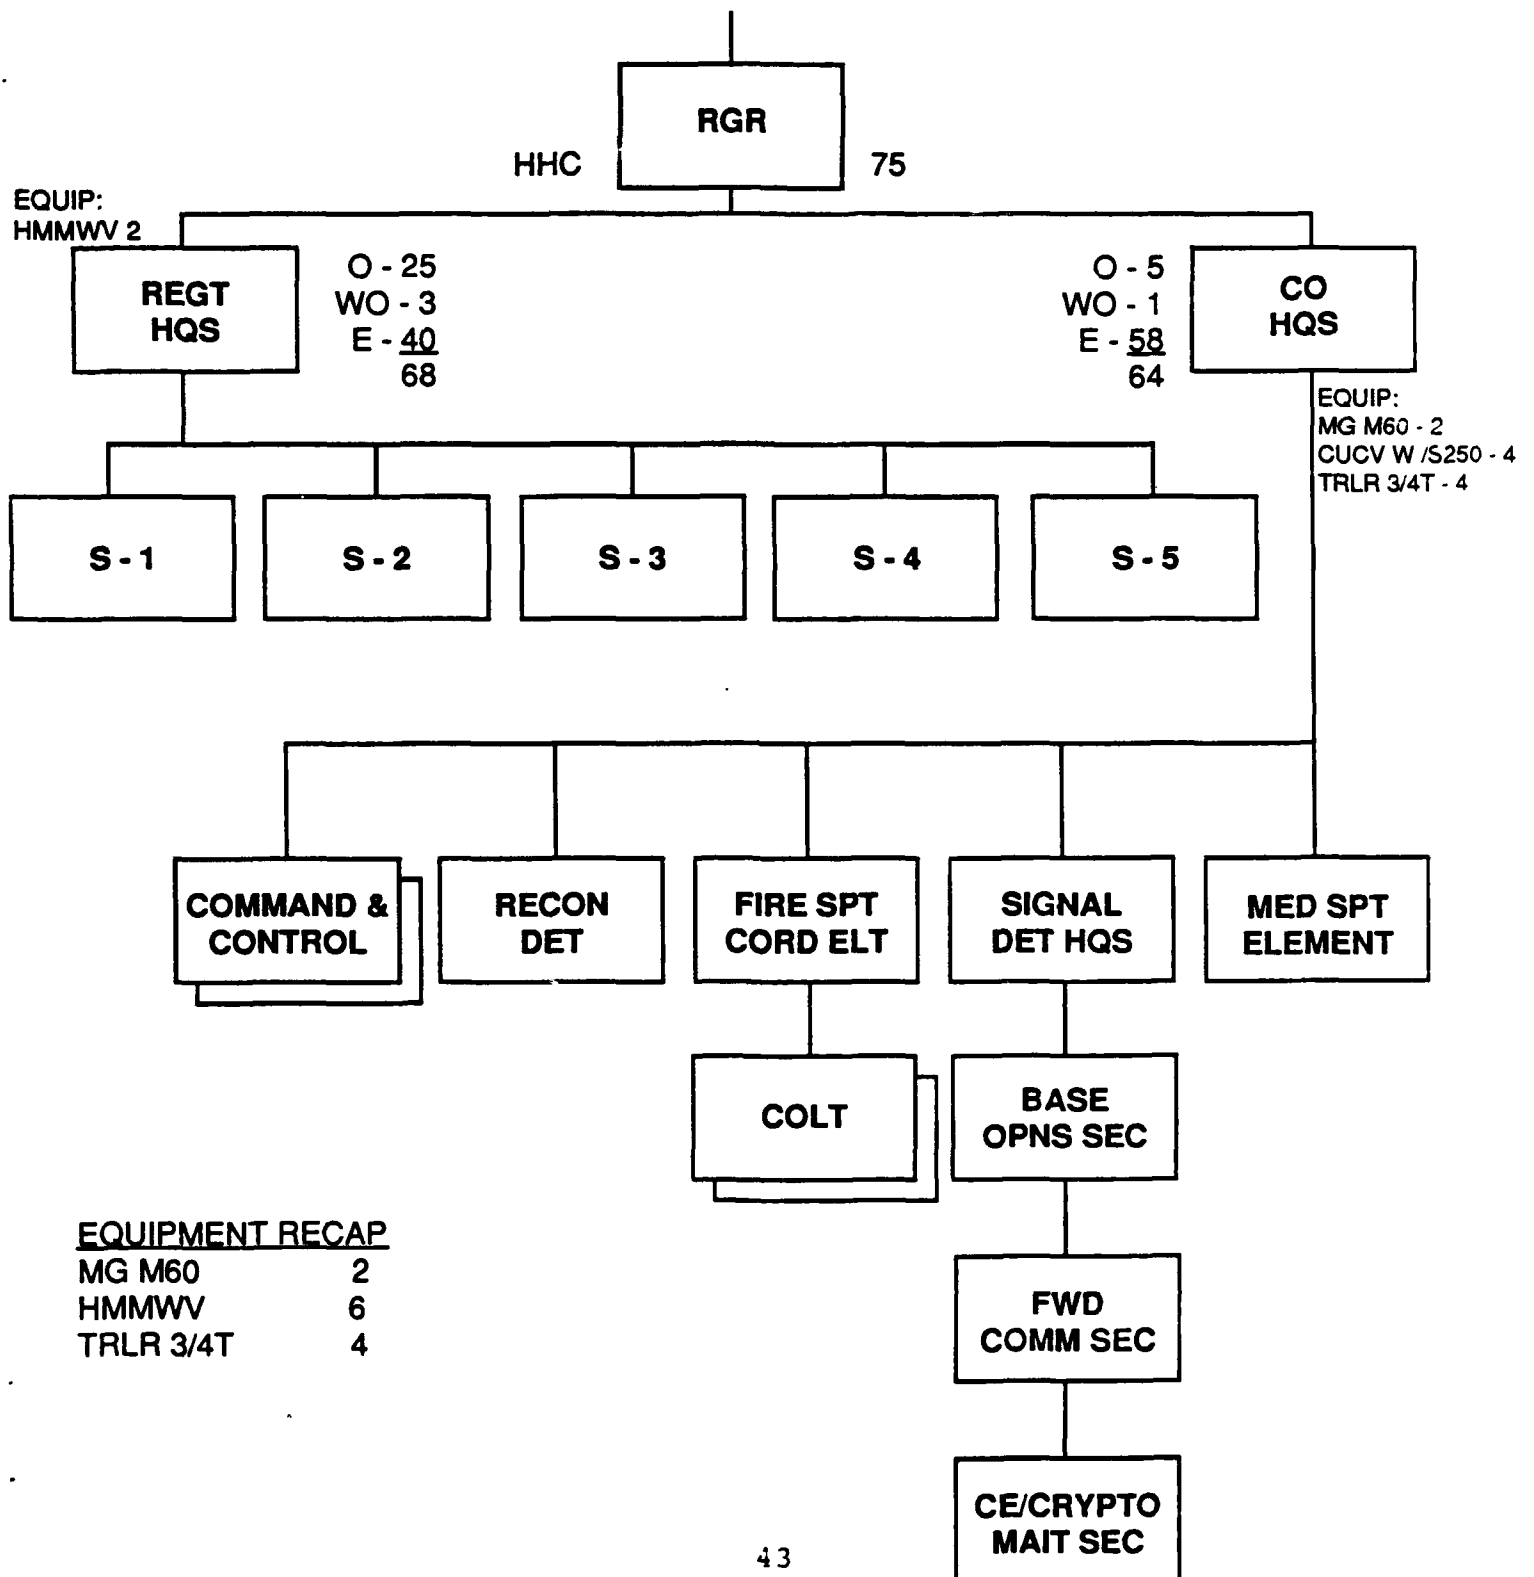 RGR
HHC 75
EQUIP:
HMMWV 2
REGT
HQS
O - 25
WO - 3
E - 40
68
O - 5
WO - 1
E - 58
64
CO
HQS
EQUIP:
MG M60 - 2
CUCV W /S250 - 4
TRLR 3/4T - 4
S - 1
S - 2
S - 3
S - 4
S - 5
COMMAND &
CONTROL
RECON
DET
FIRE SPT
CORD ELT
SIGNAL
DET HQS
MED SPT
ELEMENT
COLT
BASE
OPNS SEC
FWD
COMM SEC
CE/CRYPTO
MAIT SEC
EQUIPMENT RECAP
MG M60 2
HMMWV 6
TRLR 3/4T 4
43